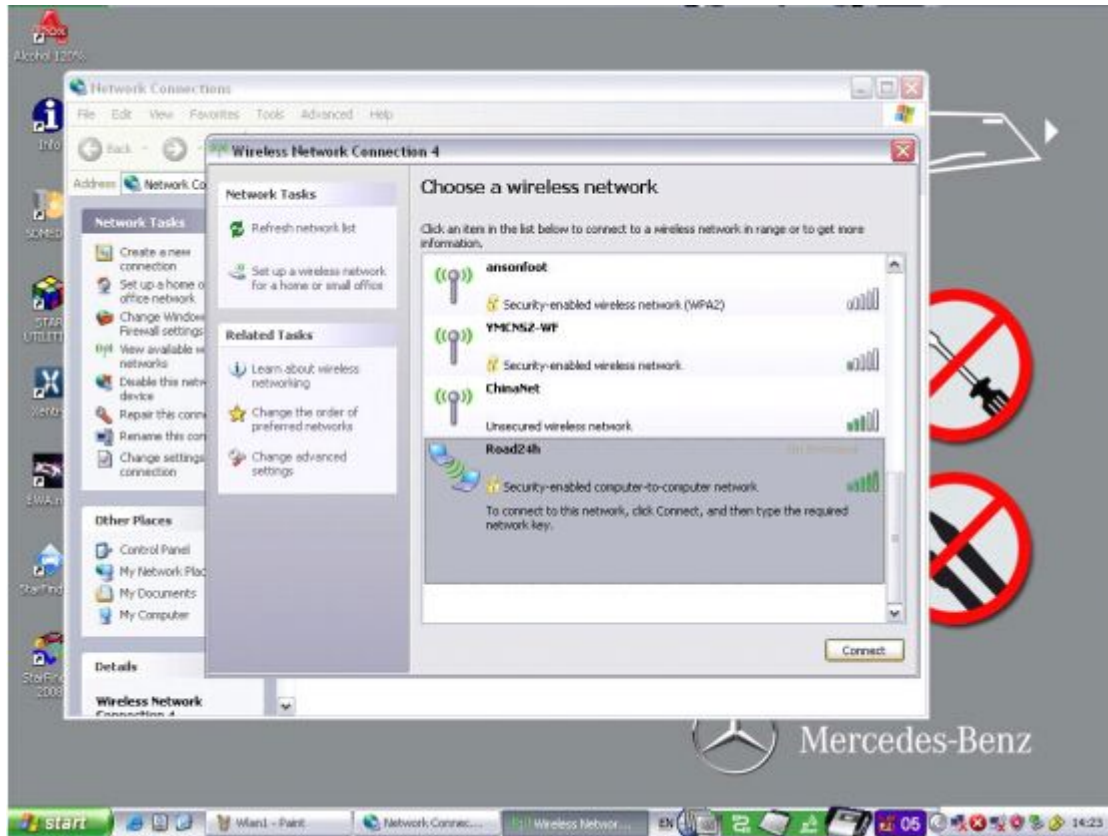 Alcohol 120%
Network Connections
File Edit View Favorites Tools Advanced Help
Info
Back
Wireless Network Connection 4
Address Network Co
Network Tasks
Choose a wireless network
Network Tasks
Refresh network list
Click an item in the list below to connect to a wireless network in range or to get more
information.
Create a new
connection
Set up a wireless network
for a home or small office
ansonfoot
Set up a home o
office network
Security-enabled wireless network (WPA2)
STAR
Change Window
Firewall settings
Related Tasks
View available w
networks
Learn about wireless
networking
Security-enabled wireless network
Disable this netw
device
ChinaNet
Xentry
Repair this conn
Change the order of
preferred networks
Unsecured wireless network
Rename this con
Road24h
Change settings
connection
Change advanced
settings
Security-enabled computer-to-computer network
To connect to this network, click Connect, and then type the required
network key.
Other Places
Control Panel
My Network Plac
My Documents
My Computer
Connect
Details
2008
Wireless Network
Connection 4
Mercedes-Benz
start
Wlan1 - Paint
Network Connec...
Wireless Networ...
EN
05
14:23